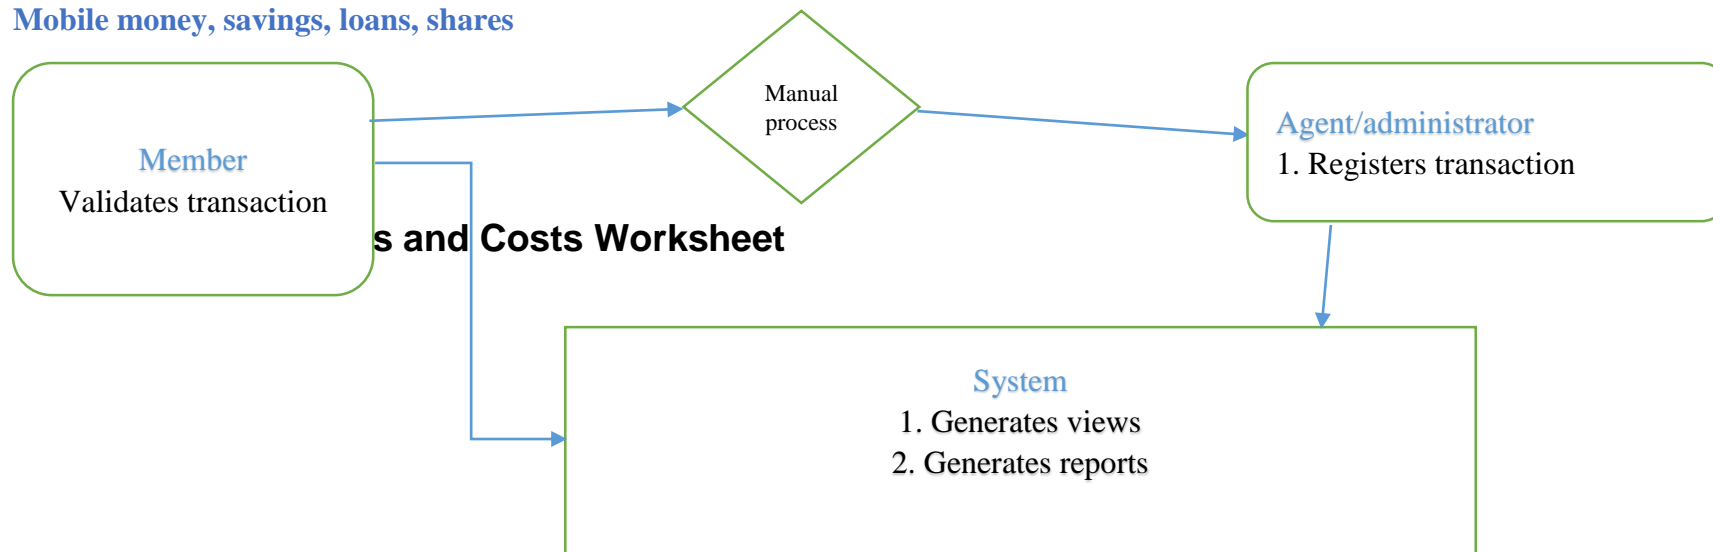 Mobile money, savings, loans, shares
Manual
process
Agent/administrator
1. Registers transaction
Member
Validates transaction
s and Costs Worksheet
System
1. Generates views
2. Generates reports